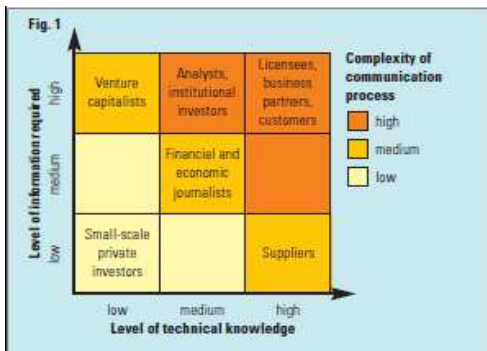 Fig. 1
Level of information required
high
medium
low
Venture
capitalists
Analysts,
institutional
investors
Licensees,
business
partners,
customers
Financial and
economic
journalists
Small-scale
private
investors
Suppliers
low
medium
high
Level of technical knowledge
Complexity of
communication
process
high
medium
low